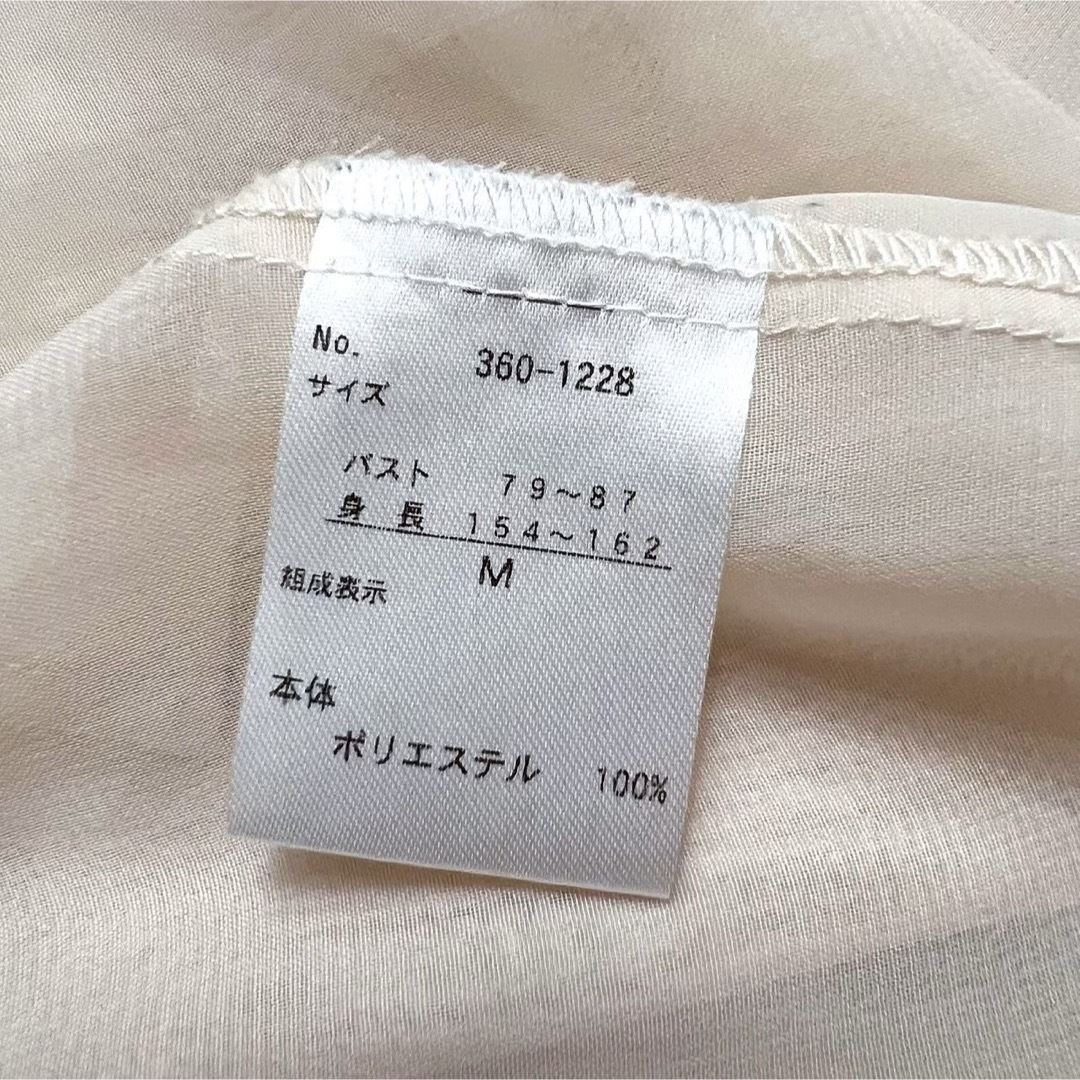 No. 360-1228
サイズ
バスト 79〜87
身 長 154〜162
M
組成表示
本体
ポリエステル 100%